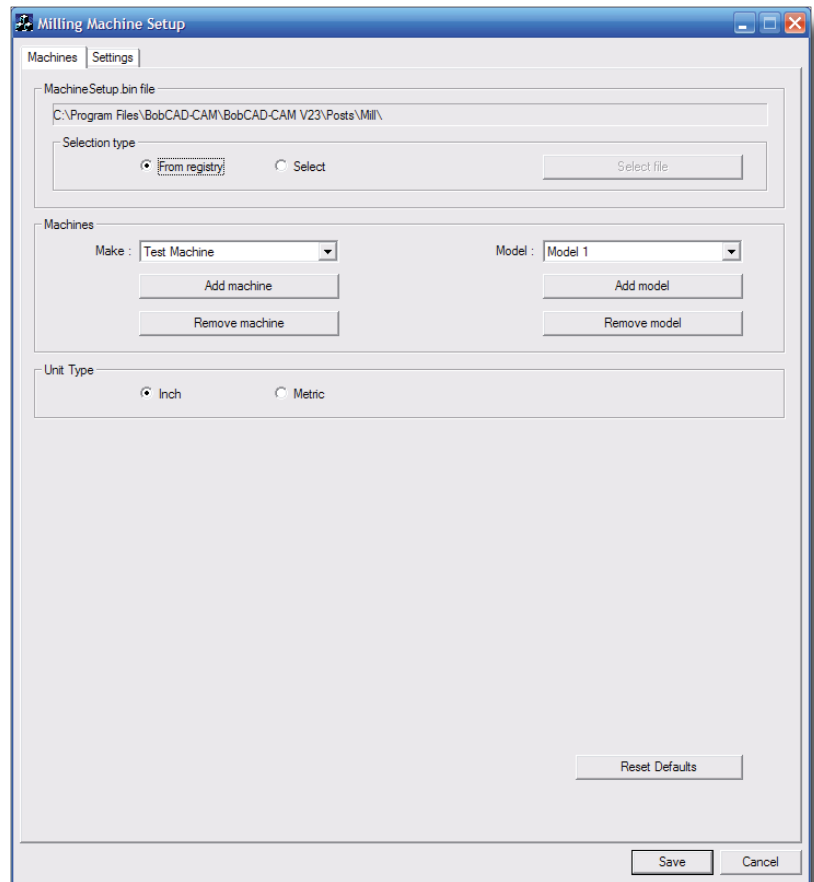 Milling Machine Setup
Machines Settings
MachineSetup.bin file
C:\Program Files\BobCAD-CAM\BobCAD-CAM V23\Posts\Mill\
Selection type
From registry Select Select file
Machines
Make : Test Machine Model : Model 1
Add machine Add model
Remove machine Remove model
Unit Type
Inch Metric
Reset Defaults
Save Cancel